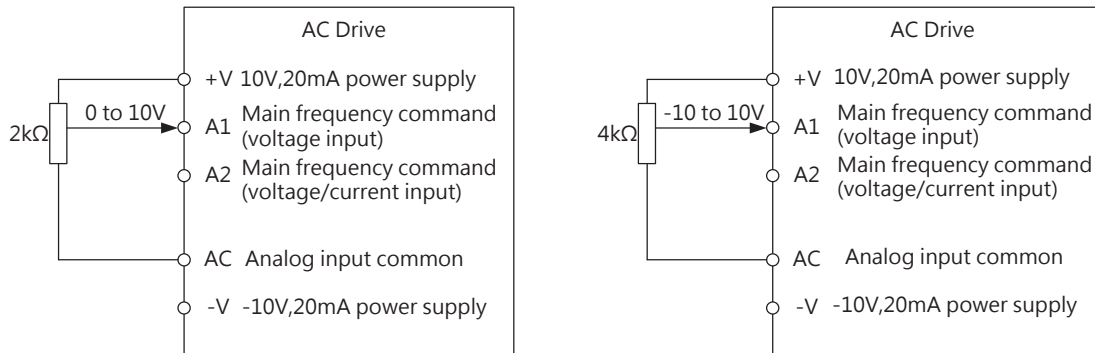 AC Drive
+V 10V,20mA power supply
0 to 10V
A1 Main frequency command
(voltage input)
2kΩ
A2 Main frequency command
(voltage/current input)
AC Analog input common
-V -10V,20mA power supply
AC Drive
+V 10V,20mA power supply
-10 to 10V
A1 Main frequency command
(voltage input)
4kΩ
A2 Main frequency command
(voltage/current input)
AC Analog input common
-V -10V,20mA power supply